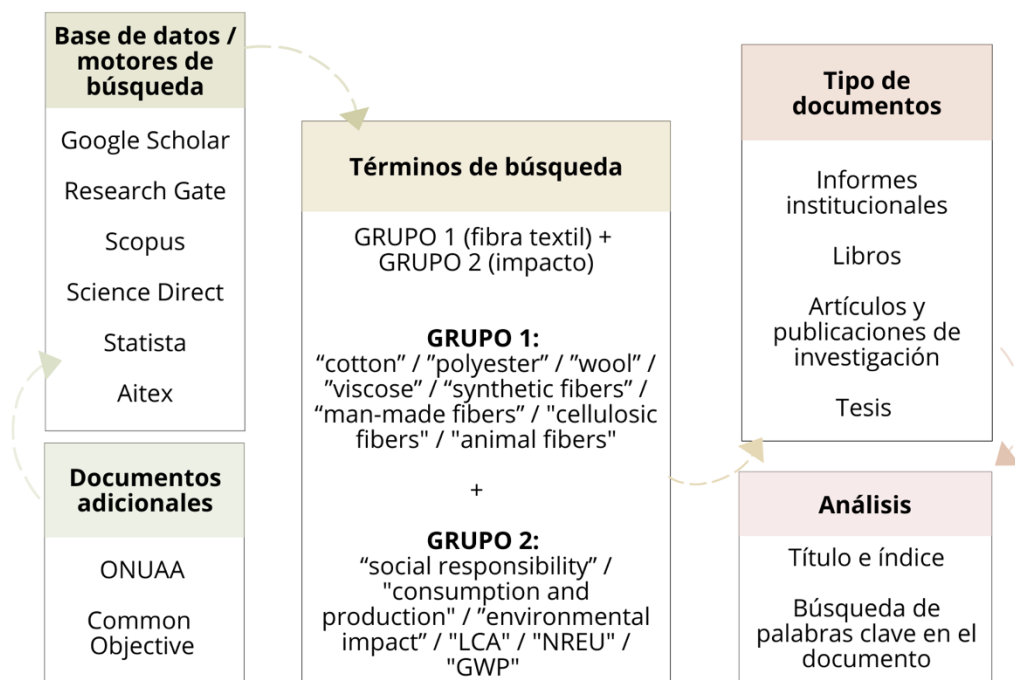 Base de datos /
motores de
búsqueda
Google Scholar
Research Gate
Scopus
Science Direct
Statista
Aitex
Documentos
adicionales
ONUAA
Common
Objective
Términos de búsqueda
GRUPO 1 (fibra textil) +
GRUPO 2 (impacto)
GRUPO 1:
“cotton” / ”polyester” / ”wool” /
”viscose” / “synthetic fibers” /
“man-made fibers” / "cellulosic
fibers" / "animal fibers"
+
GRUPO 2:
“social responsibility” /
"consumption and
production" / ”environmental
impact” / "LCA" / "NREU" /
"GWP"
Tipo de
documentos
Informes
institucionales
Libros
Artículos y
publicaciones de
investigación
Tesis
Análisis
Título e índice
Búsqueda de
palabras clave en el
documento